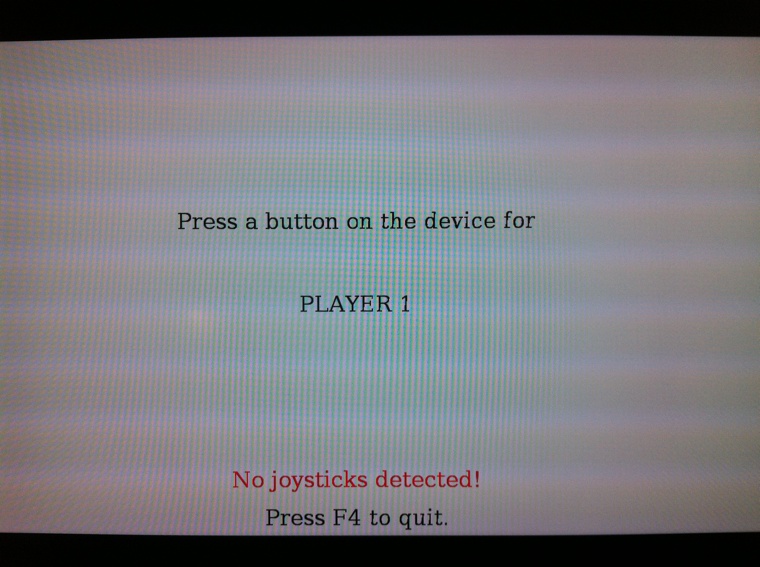 Press a button on the device for
PLAYER 1
No joysticks detected!
Press F4 to quit.